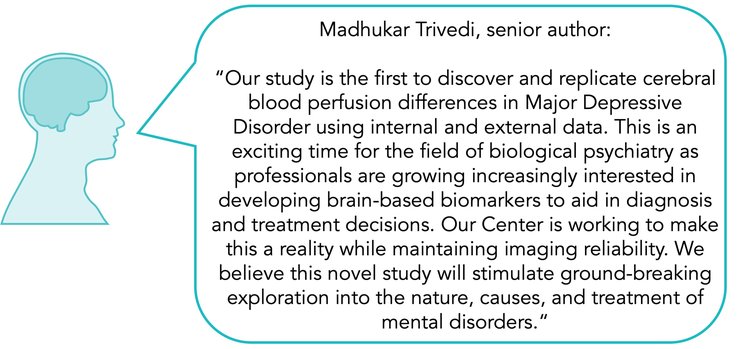 Madhukar Trivedi, senior author:
“Our study is the first to discover and replicate cerebral
blood perfusion differences in Major Depressive
Disorder using internal and external data. This is an
exciting time for the field of biological psychiatry as
professionals are growing increasingly interested in
developing brain-based biomarkers to aid in diagnosis
and treatment decisions. Our Center is working to make
this a reality while maintaining imaging reliability. We
believe this novel study will stimulate ground-breaking
exploration into the nature, causes, and treatment of
mental disorders.“